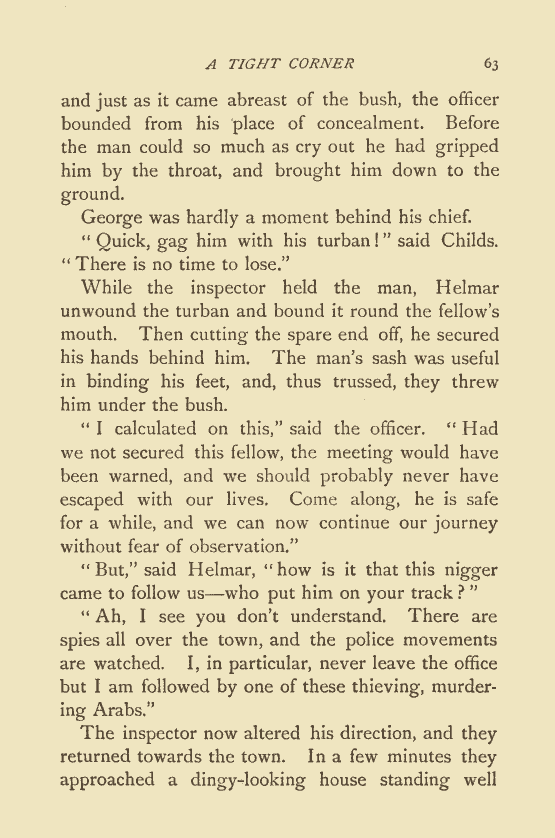 A TIGHT CORNER 63
and just as it came abreast of the bush, the officer
bounded from his place of concealment. Before
the man could so much as cry out he had gripped
him by the throat, and brought him down to the
ground.
George was hardly a moment behind his chief.
“Quick, gag him with his turban!” said Childs.
“There is no time to lose.”
While the inspector held the man, Helmar
unwound the turban and bound it round the fellow’s
mouth. Then cutting the spare end off, he secured
his hands behind him. The man’s sash was useful
in binding his feet, and, thus trussed, they threw
him under the bush.
“I calculated on this,” said the officer. “Had
we not secured this fellow, the meeting would have
been warned, and we should probably never have
escaped with our lives. Come along, he is safe
for a while, and we can now continue our journey
without fear of observation.”
“But,” said Helmar, “how is it that this nigger
came to follow us—who put him on your track?”
“Ah, I see you don’t understand. There are
spies all over the town, and the police movements
are watched. I, in particular, never leave the office
but I am followed by one of these thieving, murder-
ing Arabs.”
The inspector now altered his direction, and they
returned towards the town. In a few minutes they
approached a dingy-looking house standing well